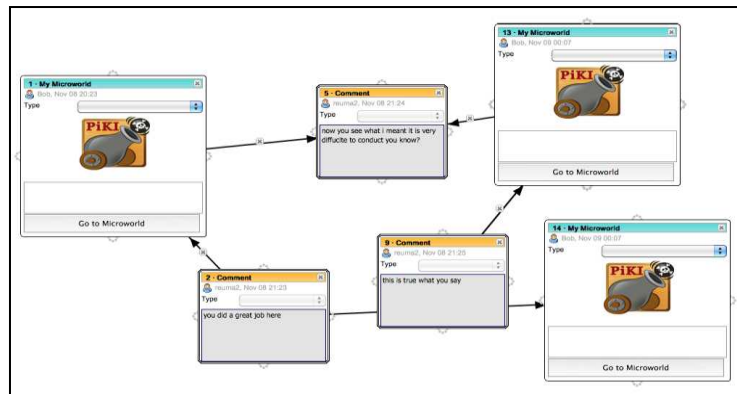 1 - My Microworld
Bob, Nov 08 20:23
Type
PiKI
Go to Microworld
5 - Comment
reuma2, Nov 08 21:24
Type
now you see what i meant it is very
diffucite to conduct you know?
13 - My Microworld
Bob, Nov 09 00:07
Type
PiKI
Go to Microworld
2 - Comment
reuma2, Nov 08 21:23
Type
you did a great job here
9 - Comment
reuma2, Nov 08 21:25
Type
this is true what you say
14 - My Microworld
Bob, Nov 09 00:07
Type
PiKI
Go to Microworld